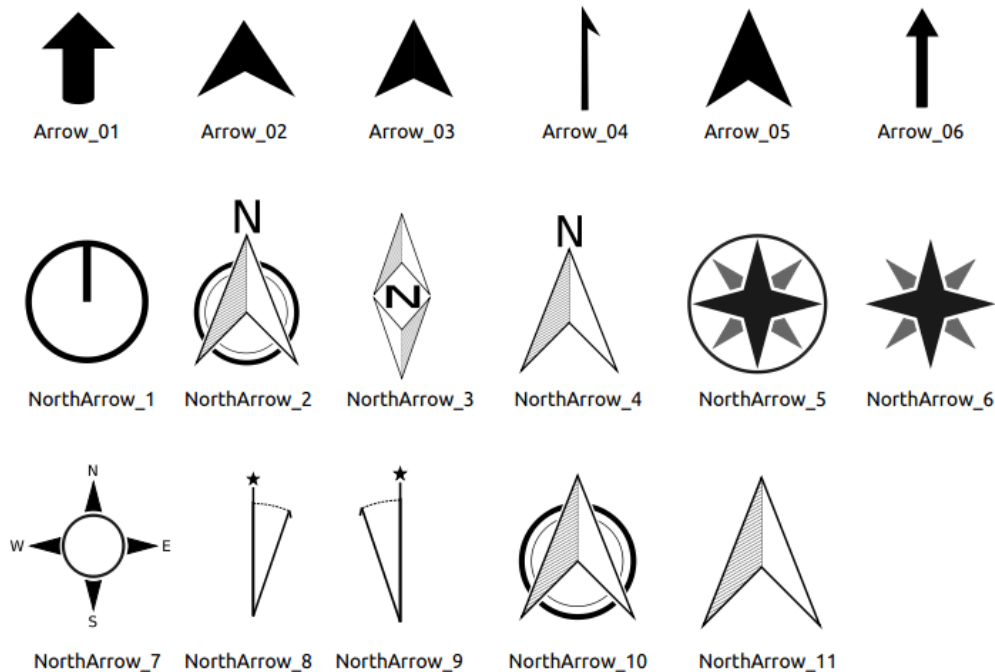 Arrow_01 Arrow_02 Arrow_03 Arrow_04 Arrow_05 Arrow_06
N N
N
NorthArrow_1 NorthArrow_2 NorthArrow_3 NorthArrow_4 NorthArrow_5 NorthArrow_6
N
W E
S
NorthArrow_7 NorthArrow_8 NorthArrow_9 NorthArrow_10 NorthArrow_11